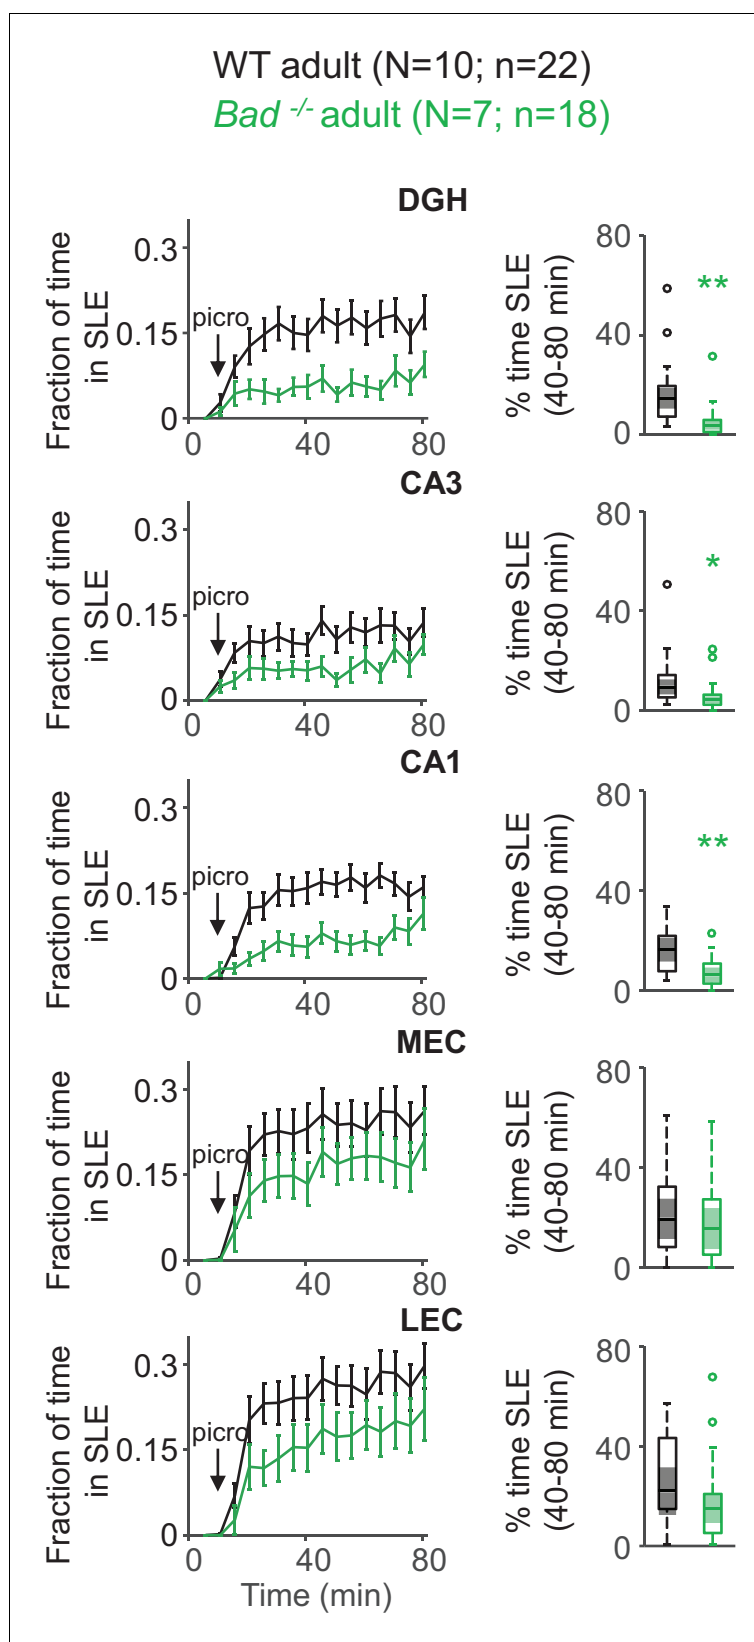 WT adult (N=10; n=22)
Bad -/- adult (N=7; n=18)
DGH
Fraction of time
in SLE
0.3
0.15
0
picro
0
40
80
% time SLE
(40-80 min)
80
40
0
**
CA3
Fraction of time
in SLE
0.3
0.15
0
picro
0
40
80
% time SLE
(40-80 min)
80
40
0
*
CA1
Fraction of time
in SLE
0.3
0.15
0
picro
0
40
80
% time SLE
(40-80 min)
80
40
0
**
MEC
Fraction of time
in SLE
0.3
0.15
0
picro
0
40
80
% time SLE
(40-80 min)
80
40
0
LEC
Fraction of time
in SLE
0.3
0.15
0
picro
0
40
80
Time (min)
% time SLE
(40-80 min)
80
40
0